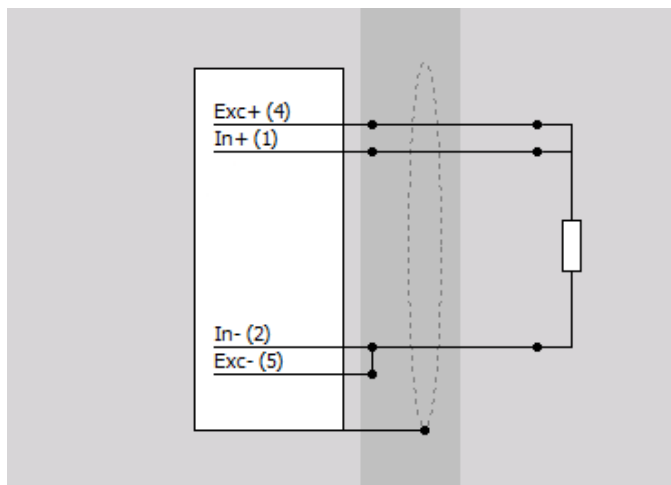 Exc+ (4)
In+ (1)
In- (2)
Exc- (5)